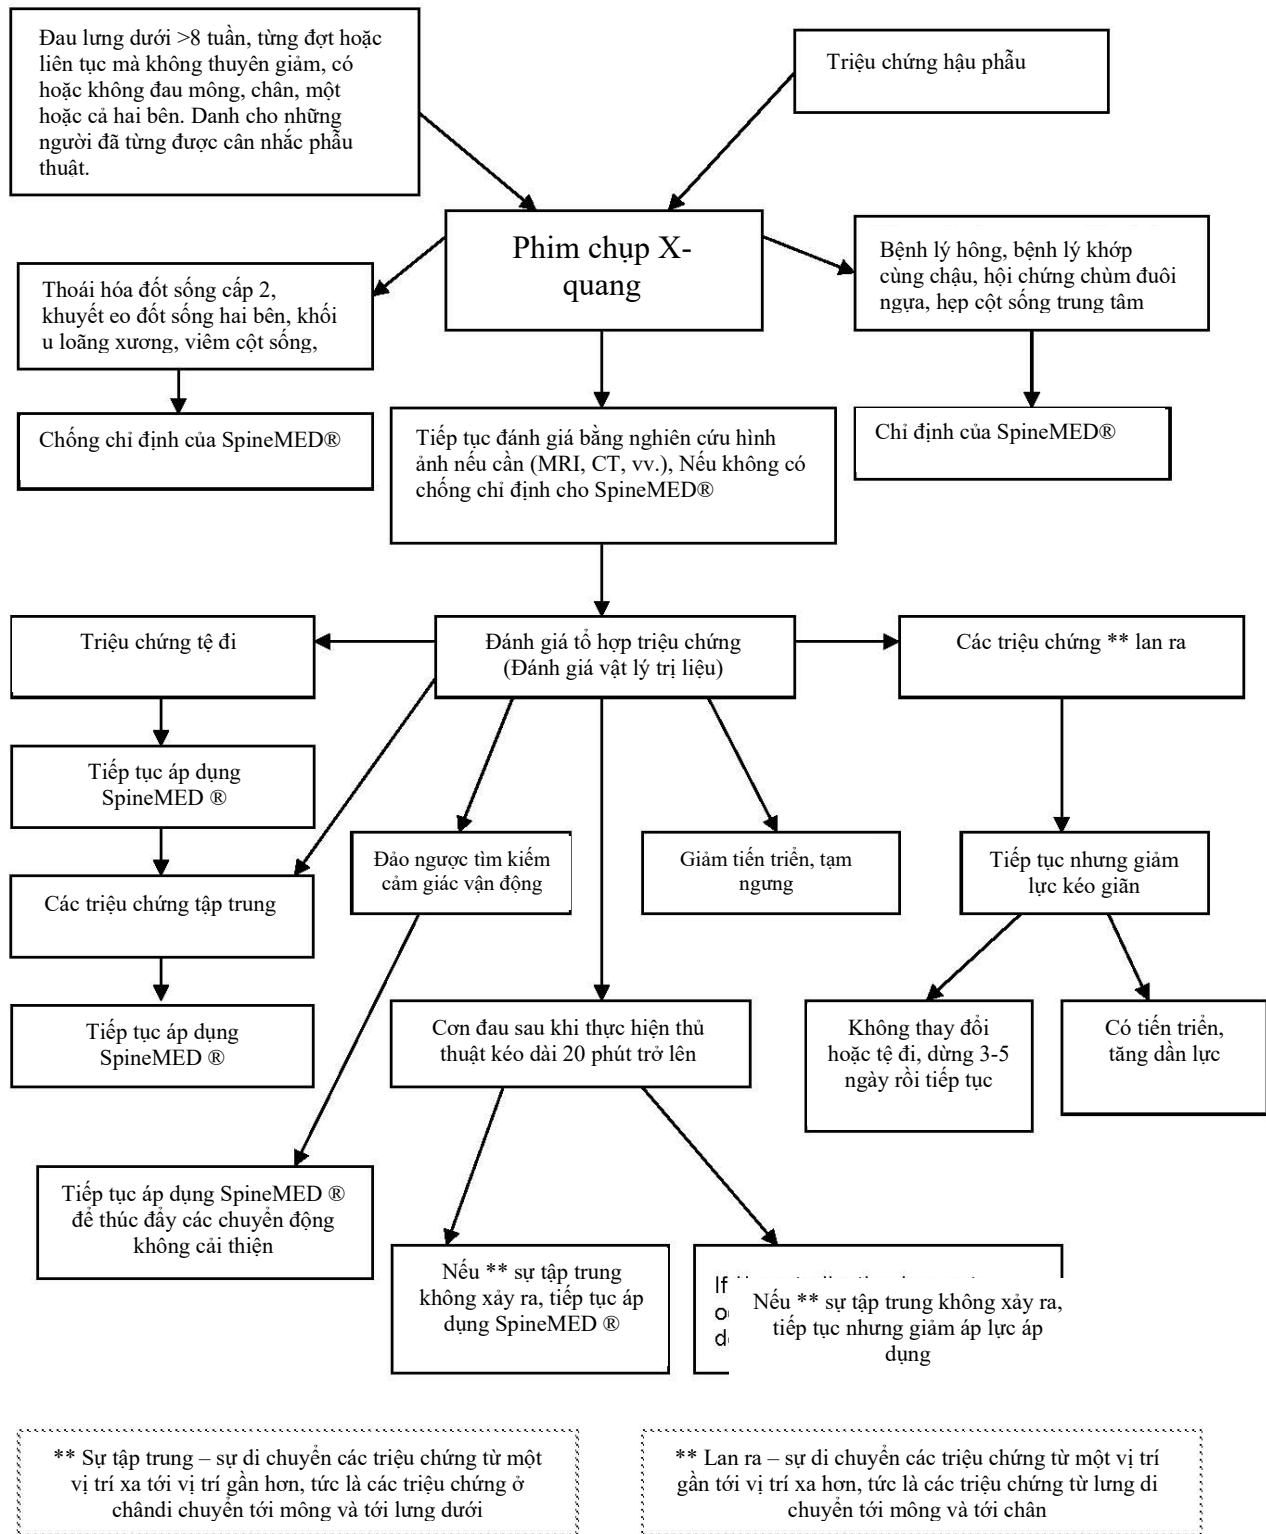 Đau lưng dưới >8 tuần, từng đợt hoặc
liên tục mà không thuyên giảm, có
hoặc không đau mông, chân, một
hoặc cả hai bên. Danh cho những
người đã từng được cân nhắc phẫu
thuật.
Triệu chứng hậu phẫu
Phim chụp X-
quang
Thoái hóa đốt sống cấp 2,
khuyết eo đốt sống hai bên, khối
u loãng xương, viêm cột sống,
Bệnh lý hông, bệnh lý khớp
cùng chậu, hội chứng chùm đuôi
ngựa, hẹp cột sống trung tâm
Chống chỉ định của SpineMED®
Tiếp tục đánh giá bằng nghiên cứu hình
ảnh nếu cần (MRI, CT, vv.), Nếu không có
chống chỉ định cho SpineMED®
Chỉ định của SpineMED®
Triệu chứng tệ đi
Đánh giá tổ hợp triệu chứng
(Đánh giá vật lý trị liệu)
Các triệu chứng ** lan ra
Tiếp tục áp dụng
SpineMED ®
Đảo ngược tìm kiếm
cảm giác vận động
Giảm tiến triển, tạm
ngưng
Tiếp tục nhưng giảm
lực kéo giãn
Các triệu chứng tập trung
Tiếp tục áp dụng
SpineMED ®
Cơn đau sau khi thực hiện thủ
thuật kéo dài 20 phút trở lên
Không thay đổi
hoặc tệ đi, dừng 3-5
ngày rồi tiếp tục
Có tiến triển,
tăng dần lực
Tiếp tục áp dụng SpineMED ®
để thúc đẩy các chuyển động
không cải thiện
Nếu ** sự tập trung
không xảy ra, tiếp tục áp
dụng SpineMED ®
If
Nếu ** sự tập trung không xảy ra,
tiếp tục nhưng giảm áp lực áp
dụng
** Sự tập trung – sự di chuyển các triệu chứng từ một
vị trí xa tới vị trí gần hơn, tức là các triệu chứng ở
chândi chuyển tới mông và tới lưng dưới
** Lan ra – sự di chuyển các triệu chứng từ một vị trí
gần tới vị trí xa hơn, tức là các triệu chứng từ lưng di
chuyển tới mông và tới chân